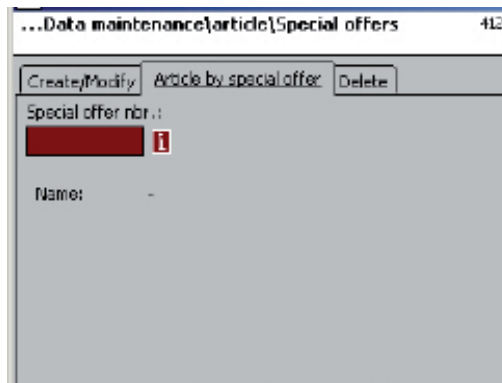 ...Data maintenance\article\Special offers 413
Create/Modify Article by special offer Delete
Special offer nbr.:
i
Name: -